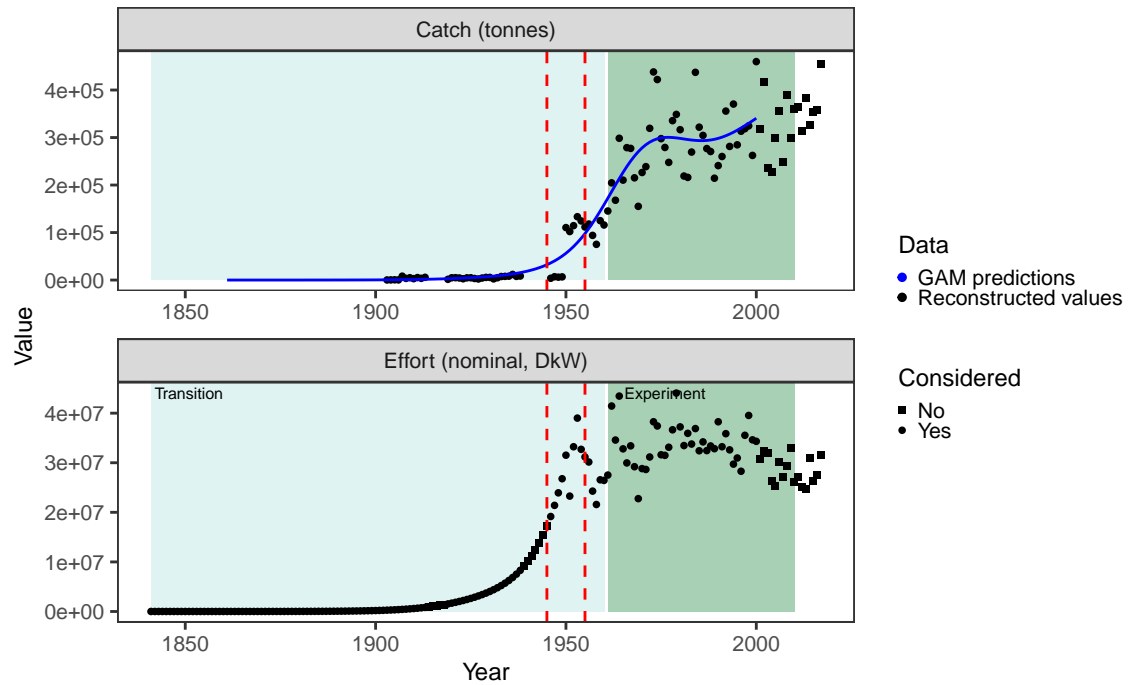 Catch (tonnes)
4e+05
3e+05
2e+05
1e+05
0e+00
1850
1900
1950
2000
Value
Effort (nominal, DkW)
Transition
Experiment
4e+07
3e+07
2e+07
1e+07
0e+00
1850
1900
1950
2000
Year
Data
GAM predictions
Reconstructed values
Considered
No
Yes